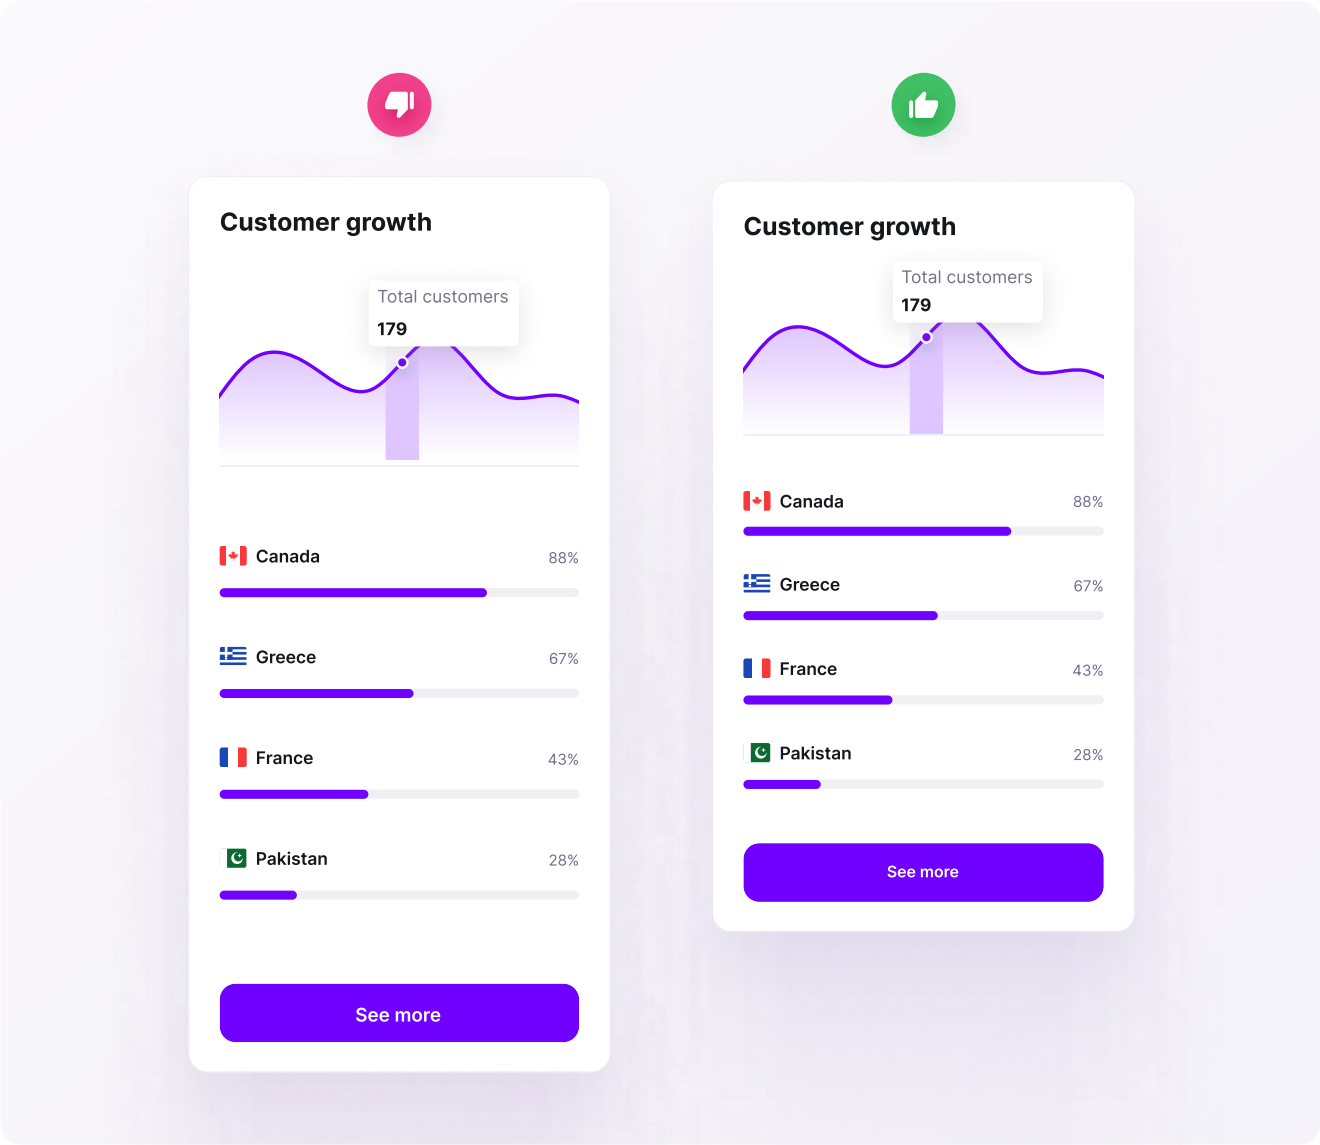 Customer growth
Total customers
179
Canada 88%
Greece 67%
France 43%
Pakistan 28%
See more
Customer growth
Total customers
179
Canada 88%
Greece 67%
France 43%
Pakistan 28%
See more